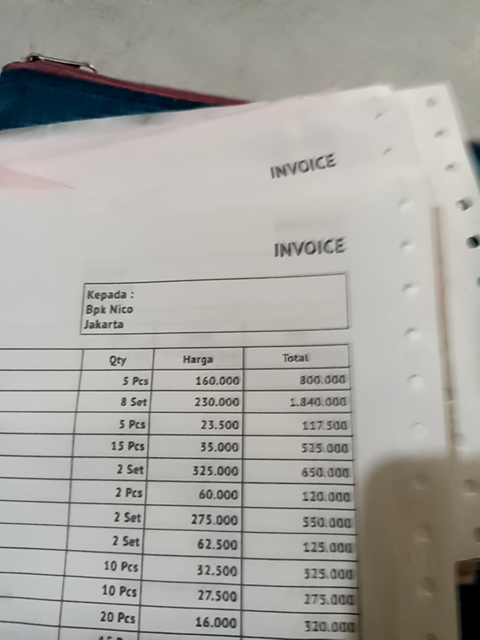 INVOICE
INVOICE
Kepada :
Bpk Nico
Jakarta
Qty Harga Total
5 Pcs 160.000 800.000
8 Set 230.000 1.840.000
5 Pcs 23.500 117.500
15 Pcs 35.000 525.000
2 Set 325.000 650.000
2 Pcs 60.000 120.000
2 Set 275.000 550.000
2 Set 62.500 125.000
10 Pcs 32.500 325.000
10 Pcs 27.500 275.000
20 Pcs 16.000 320.000